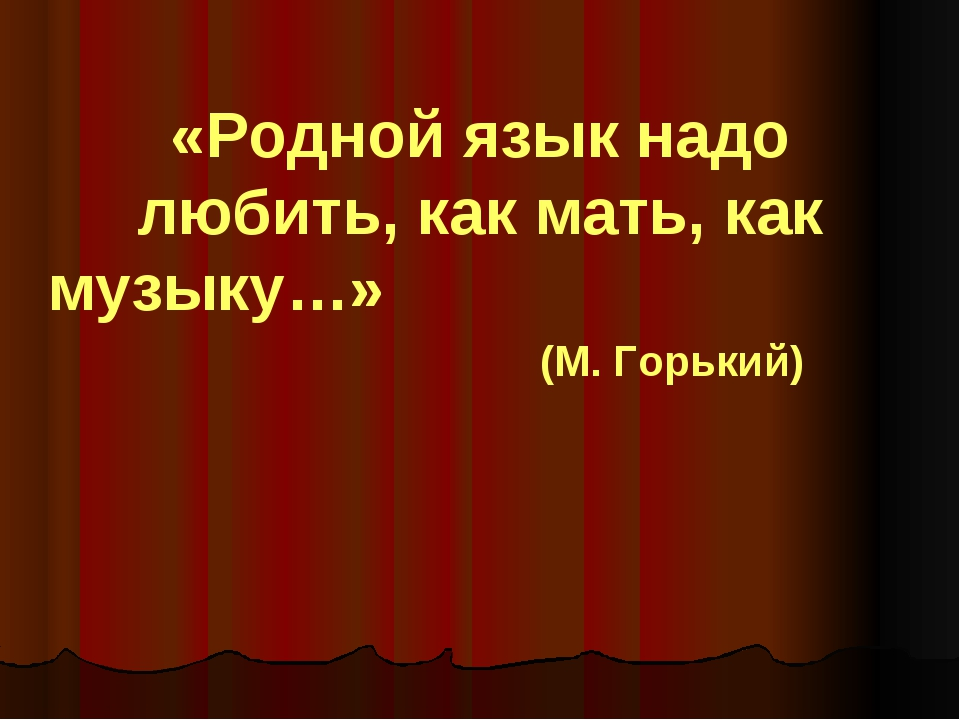 «Родной язык надо
любить, как мать, как
музыку…»
(М. Горький)